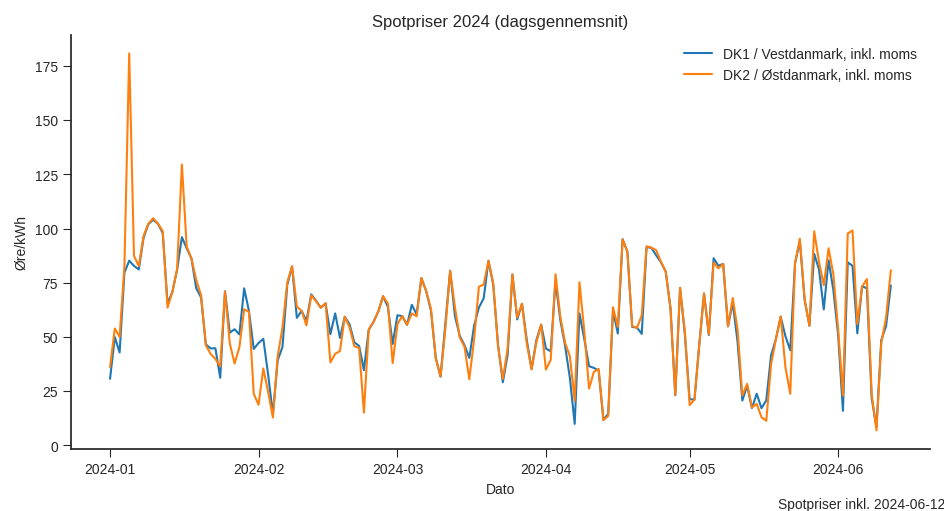 Spotpriser 2024 (dagsgennemsnit)
DK1 / Vestdanmark, inkl. moms
DK2 / Østdanmark, inkl. moms
Øre/kWh
175
150
125
100
75
50
25
0
2024-01
2024-02
2024-03
2024-04
2024-05
2024-06
Dato
Spotpriser inkl. 2024-06-12